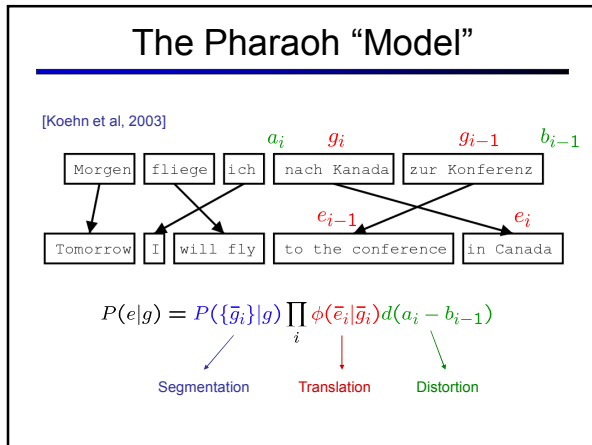 The Pharaoh “Model”
[Koehn et al, 2003]
a_i g_i g_{i-1} b_{i-1}
Morgen fliege ich nach Kanada zur Konferenz
e_{i-1} e_i
Tomorrow I will fly to the conference in Canada
P(e|g) = P({ḡ_i}|g) ∏_i φ(ē_i|ḡ_i) d(a_i − b_{i−1})
Segmentation Translation Distortion